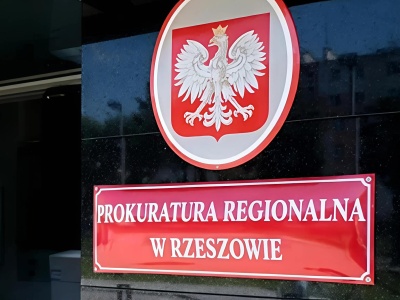 PROKURATURA REGIONALNA
W RZESZOWIE